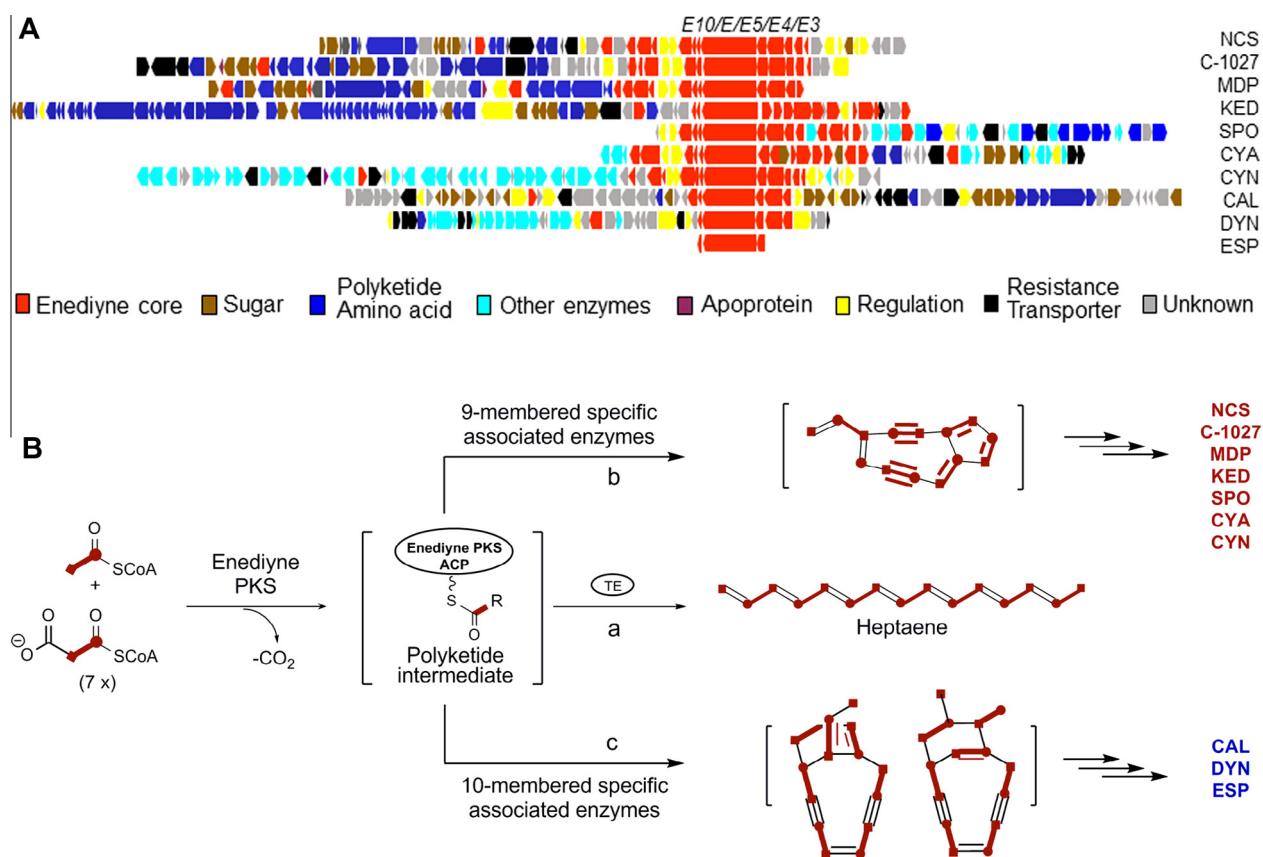 A
E10/E/E5/E4/E3
NCS
C-1027
MDP
KED
SPO
CYA
CYN
CAL
DYN
ESP
Enediyne core
Sugar
Polyketide
Amino acid
Other enzymes
Apoprotein
Regulation
Resistance
Transporter
Unknown
B
9-membered specific
associated enzymes
b
NCS
C-1027
MDP
KED
SPO
CYA
CYN
O
SCoA
+
O
O
⊖
O
SCoA
(7 x)
Enediyne
PKS
-CO2
Enediyne PKS
ACP
S
R
O
Polyketide
intermediate
TE
a
Heptaene
c
10-membered specific
associated enzymes
CAL
DYN
ESP